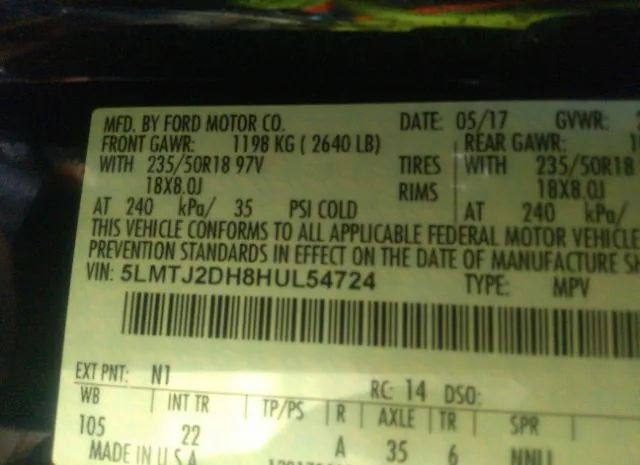 MFD. BY FORD MOTOR CO. DATE: 05/17 GVWR:
FRONT GAWR: 1198 KG ( 2640 LB) REAR GAWR:
WITH 235/50R18 97V TIRES WITH 235/50R18
18X8.0J RIMS 18X8.0J
AT 240 kPa/ 35 PSI COLD AT 240 kPa/
THIS VEHICLE CONFORMS TO ALL APPLICABLE FEDERAL MOTOR VEHICLE
PREVENTION STANDARDS IN EFFECT ON THE DATE OF MANUFACTURE SH
VIN: 5LMTJ2DH8HUL54724 TYPE: MPV
EXT PNT: N1 RC: 14 DSO:
WB INT TR TP/PS R AXLE TR SPR
105 22 A 35 6 NNLL
MADE IN U.S.A